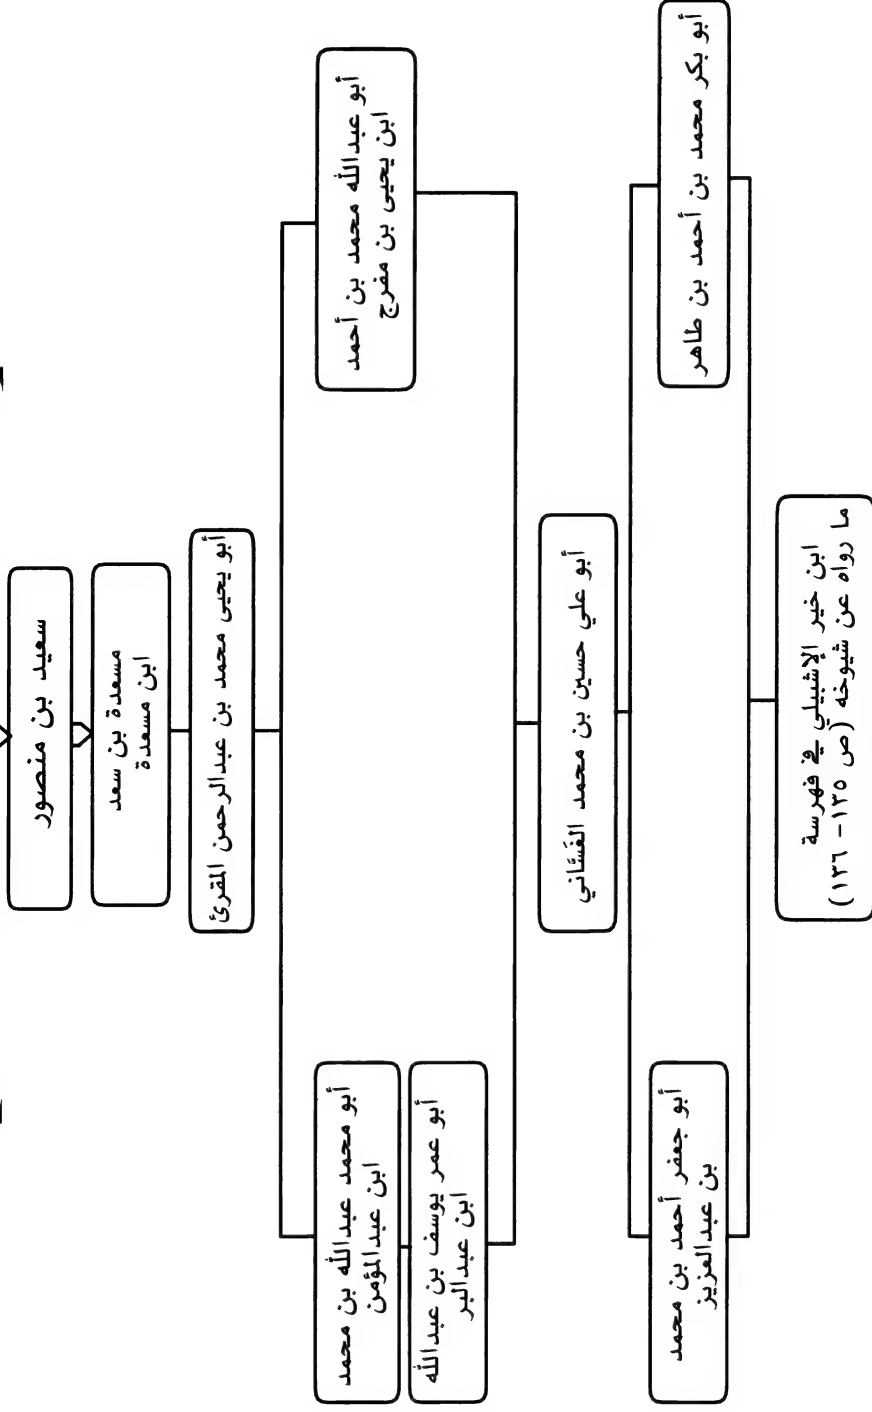 سعيد بن منصور
مسعدة بن سعد
ابن مسعدة
أبو يحيى محمد بن عبدالرحمن المقرئ
أبو عبدالله محمد بن أحمد
ابن يحيى بن مفرج
أبو محمد عبدالله بن محمد
ابن عبدالمؤمن
أبو عمر يوسف بن عبدالله
ابن عبدالبر
أبو علي حسين بن محمد الغسَّاني
أبو بكر محمد بن أحمد بن طاهر
أبو جعفر أحمد بن محمد
بن عبدالعزيز
ابن خير الإشبيلي في فهرسة
ما رواه عن شيوخه (ص ١٣٥- ١٣٦)